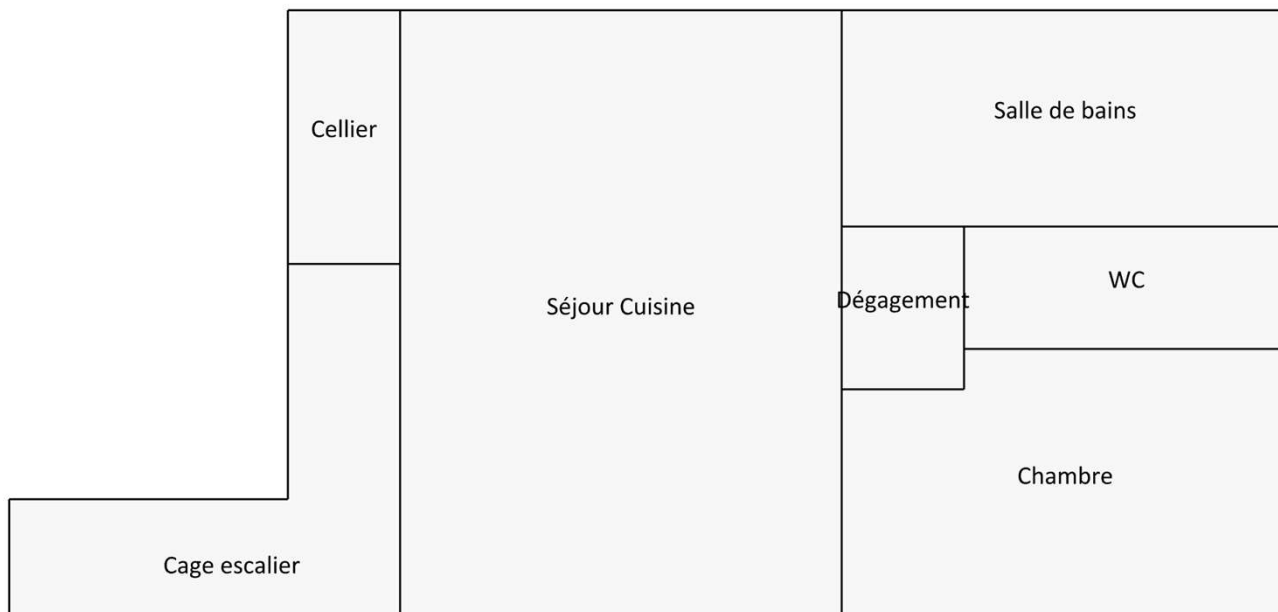 Salle de bains
Cellier
WC
Dégagement
Séjour Cuisine
Chambre
Cage escalier